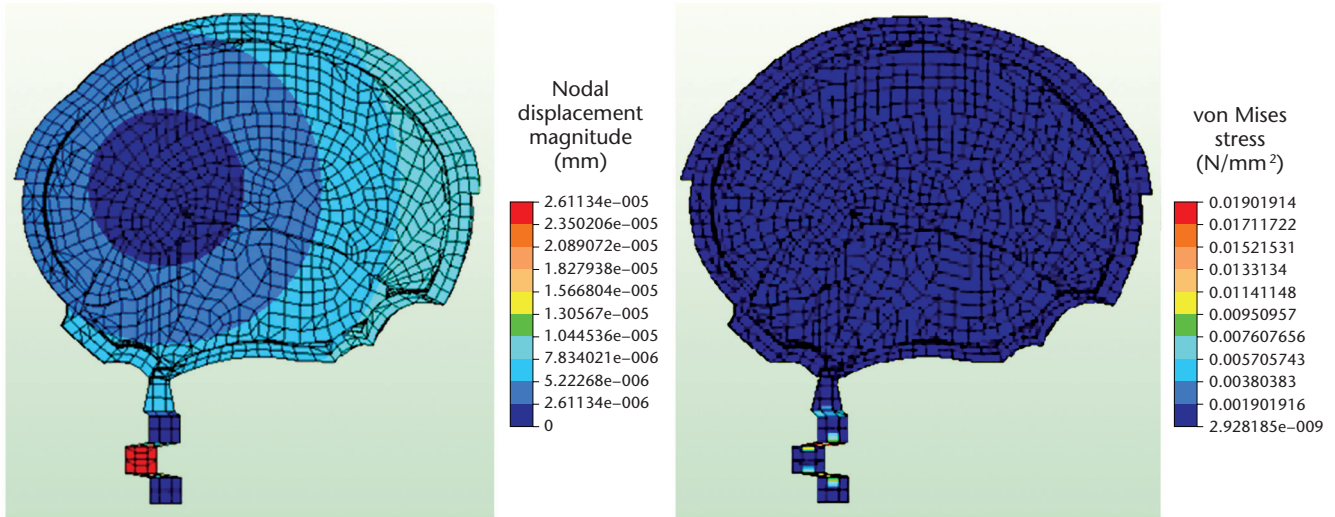 Nodal
displacement
magnitude
(mm)
2.61134e–005
2.350206e–005
2.089072e–005
1.827938e–005
1.566804e–005
1.30567e–005
1.044536e–005
7.834021e–006
5.22268e–006
2.61134e–006
0
von Mises
stress
(N/mm²)
0.01901914
0.01711722
0.01521531
0.0133134
0.01141148
0.00950957
0.007607656
0.005705743
0.00380383
0.001901916
2.928185e–009